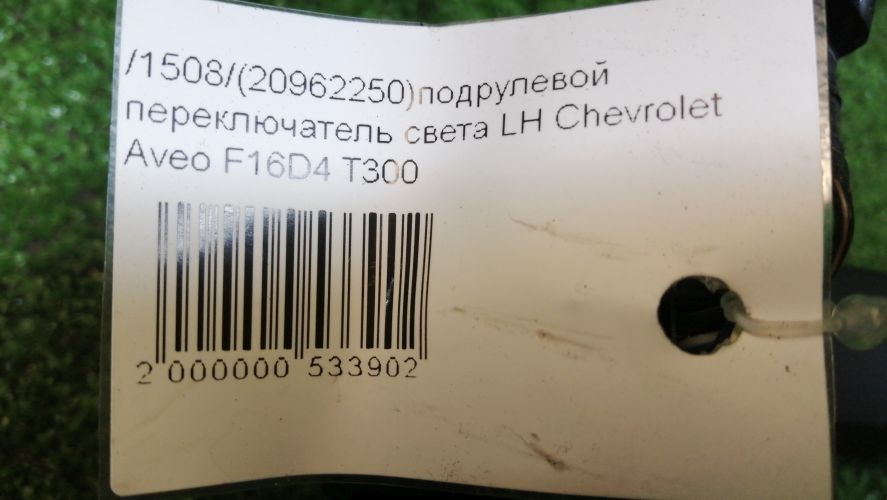 /1508/(20962250)подрулевой
переключатель света LH Chevrolet
Aveo F16D4 T300
2 000000 533902